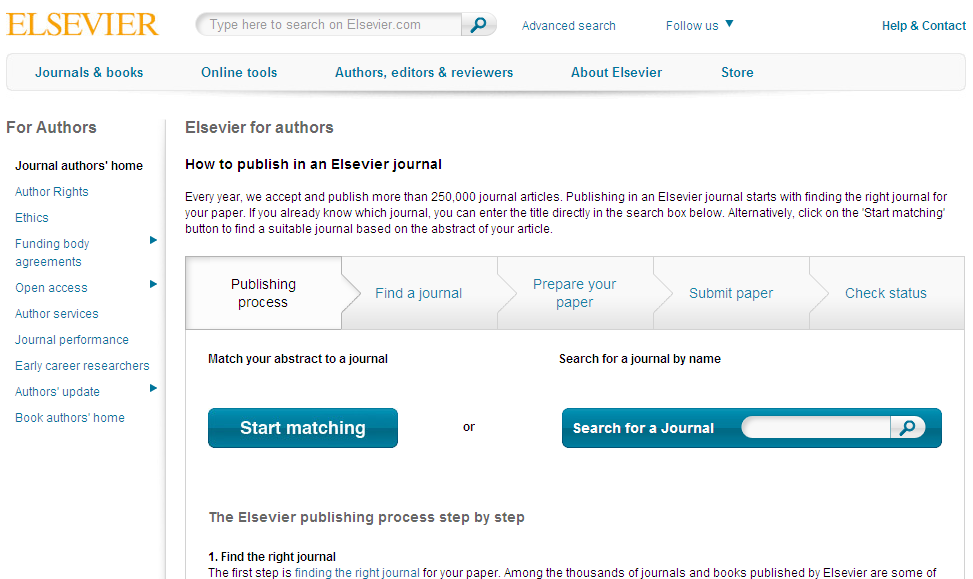 ELSEVIER
Type here to search on Elsevier.com
Advanced search
Follow us
Help & Contact
Journals & books
Online tools
Authors, editors & reviewers
About Elsevier
Store
For Authors
Journal authors' home
Author Rights
Ethics
Funding body
agreements
Open access
Author services
Journal performance
Early career researchers
Authors' update
Book authors' home
Elsevier for authors
How to publish in an Elsevier journal
Every year, we accept and publish more than 250,000 journal articles. Publishing in an Elsevier journal starts with finding the right journal for
your paper. If you already know which journal, you can enter the title directly in the search box below. Alternatively, click on the 'Start matching'
button to find a suitable journal based on the abstract of your article.
Publishing
process
Find a journal
Prepare your
paper
Submit paper
Check status
Match your abstract to a journal
Start matching
or
Search for a journal by name
Search for a Journal
The Elsevier publishing process step by step
1. Find the right journal
The first step is finding the right journal for your paper. Among the thousands of journals and books published by Elsevier are some of